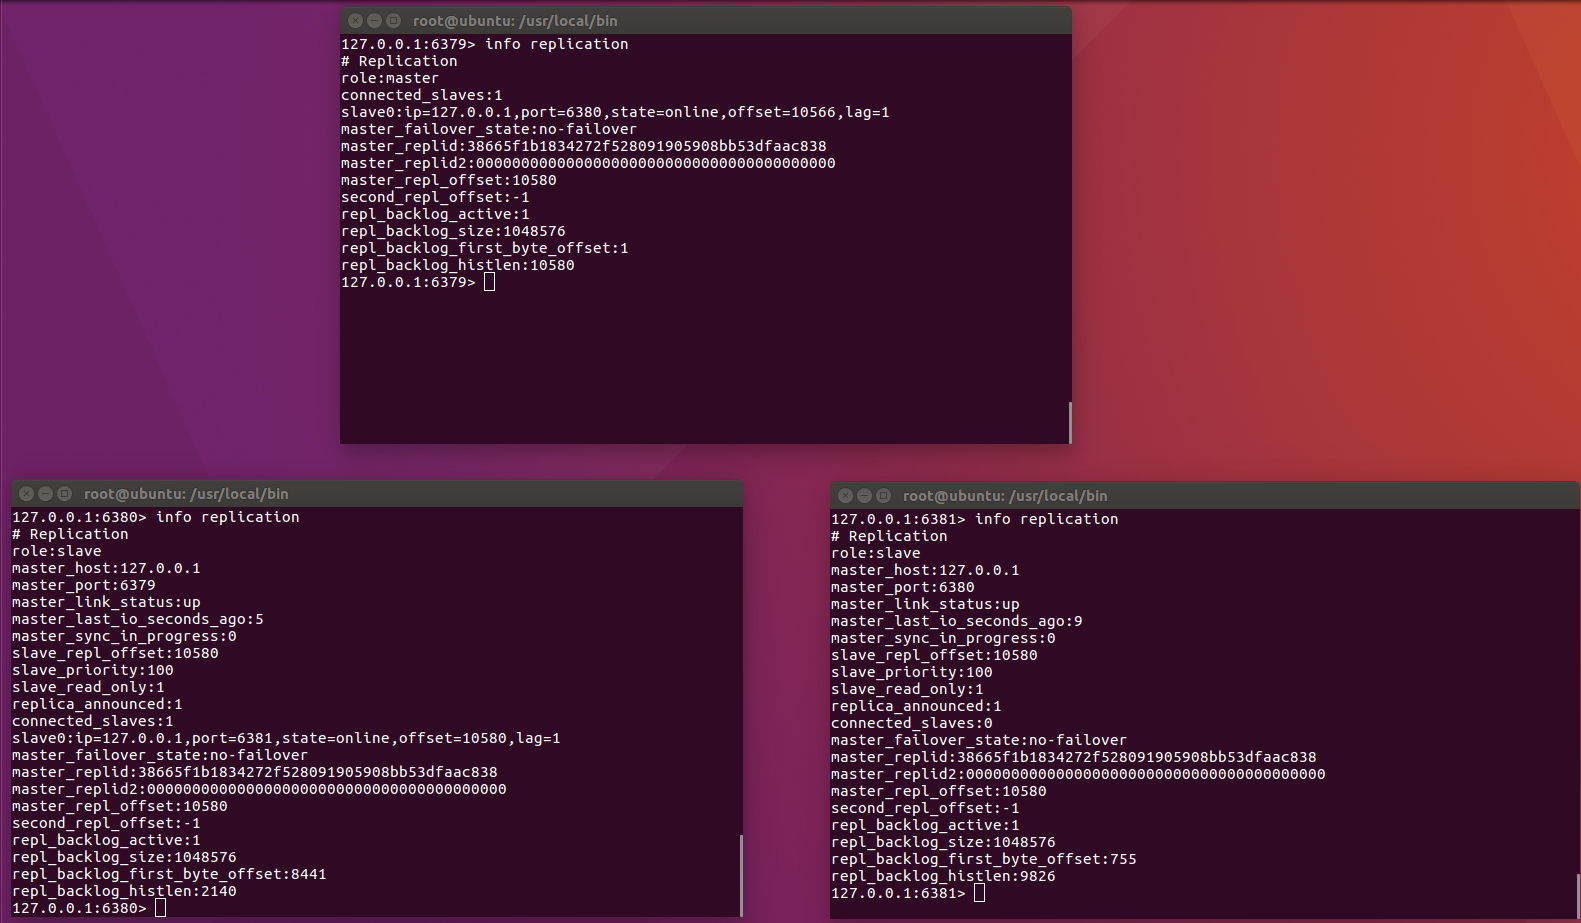 root@ubuntu: /usr/local/bin
127.0.0.1:6379> info replication
# Replication
role:master
connected_slaves:1
slave0:ip=127.0.0.1,port=6380,state=online,offset=10566,lag=1
master_failover_state:no-failover
master_replid:38665f1b1834272f528091905908bb53dfaac838
master_replid2:0000000000000000000000000000000000000000
master_repl_offset:10580
second_repl_offset:-1
repl_backlog_active:1
repl_backlog_size:1048576
repl_backlog_first_byte_offset:1
repl_backlog_histlen:10580
127.0.0.1:6379>
root@ubuntu: /usr/local/bin
127.0.0.1:6380> info replication
# Replication
role:slave
master_host:127.0.0.1
master_port:6379
master_link_status:up
master_last_io_seconds_ago:5
master_sync_in_progress:0
slave_repl_offset:10580
slave_priority:100
slave_read_only:1
replica_announced:1
connected_slaves:1
slave0:ip=127.0.0.1,port=6381,state=online,offset=10580,lag=1
master_failover_state:no-failover
master_replid:38665f1b1834272f528091905908bb53dfaac838
master_replid2:0000000000000000000000000000000000000000
master_repl_offset:10580
second_repl_offset:-1
repl_backlog_active:1
repl_backlog_size:1048576
repl_backlog_first_byte_offset:8441
repl_backlog_histlen:2140
127.0.0.1:6380>
root@ubuntu: /usr/local/bin
127.0.0.1:6381> info replication
# Replication
role:slave
master_host:127.0.0.1
master_port:6380
master_link_status:up
master_last_io_seconds_ago:9
master_sync_in_progress:0
slave_repl_offset:10580
slave_priority:100
slave_read_only:1
replica_announced:1
connected_slaves:0
master_failover_state:no-failover
master_replid:38665f1b1834272f528091905908bb53dfaac838
master_replid2:0000000000000000000000000000000000000000
master_repl_offset:10580
second_repl_offset:-1
repl_backlog_active:1
repl_backlog_size:1048576
repl_backlog_first_byte_offset:755
repl_backlog_histlen:9826
127.0.0.1:6381>